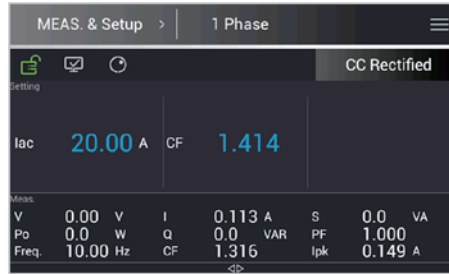 MEAS. & Setup > 1 Phase
CC Rectified
Setting
Iac 20.00 A CF 1.414
Meas.
V 0.00 V I 0.113 A S 0.0 VA
Po 0.0 W Q 0.0 VAR PF 1.000
Freq. 10.00 Hz CF 1.316 Ipk 0.149 A